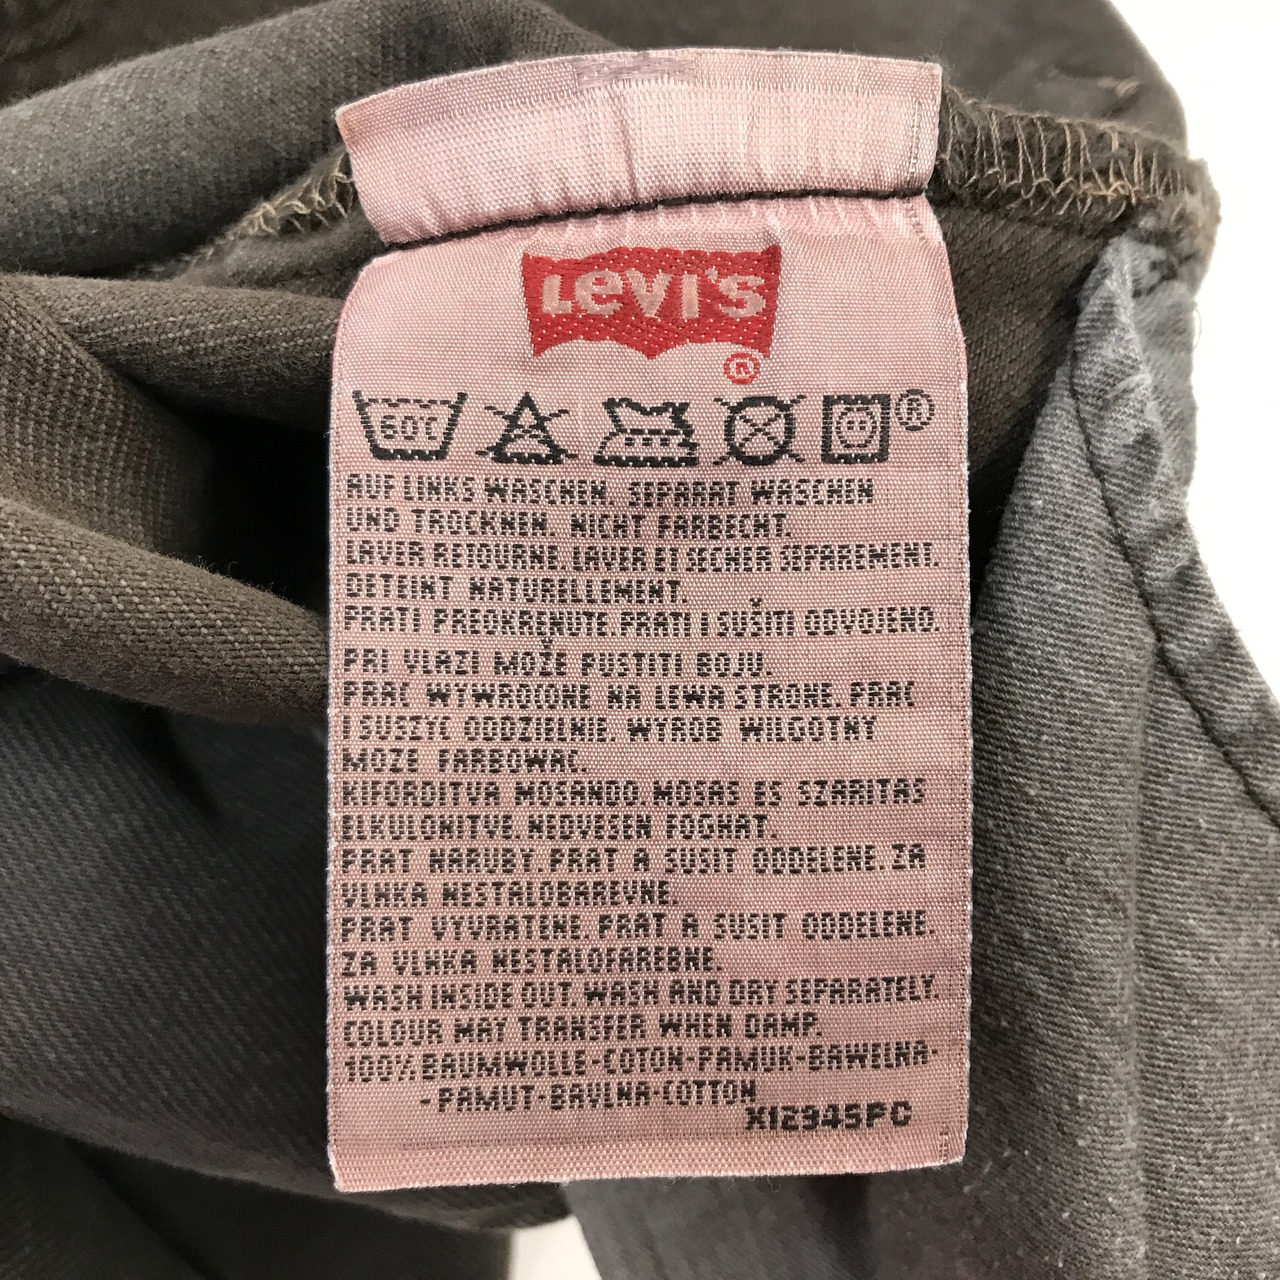 Levi's
®
60C ®
AUF LINKS WASCHEN. SEPARAT WASCHEN
UND TROCKNEN. NICHT FARBECHT.
LAVER RETOURNE. LAVER ET SECHER SEPAREMENT.
DETEINT NATURELLEMENT.
PRATI PREOKRENUTE. PRATI I SUŠITI ODVOJENO.
PRI VLAZI MOŽE PUSTITI BOJU.
PRAC WYWROCONE NA LEWA STRONE. PRAC
I SUSZYC ODDZIELNIE. WYROB WILGOTNY
MOZE FARBOWAC.
KIFORDITVA MOSANDO. MOSAS ES SZARITAS
ELKULONITVE. NEDVESEN FOGHAT.
PRAT NARUBY. PRAT A SUSIT ODDELENE. ZA
VLHKA NESTALOBAREVNE.
PRAT VYVRATENE. PRAT A SUSIT ODDELENE.
ZA VLHKA NESTALOFAREBNE.
WASH INSIDE OUT. WASH AND DRY SEPARATELY.
COLOUR MAY TRANSFER WHEN DAMP.
100% BAUMWOLLE-COTON-PAMUK-BAWELNA-
-PAMUT-BAVLNA-COTTON
X12945PC